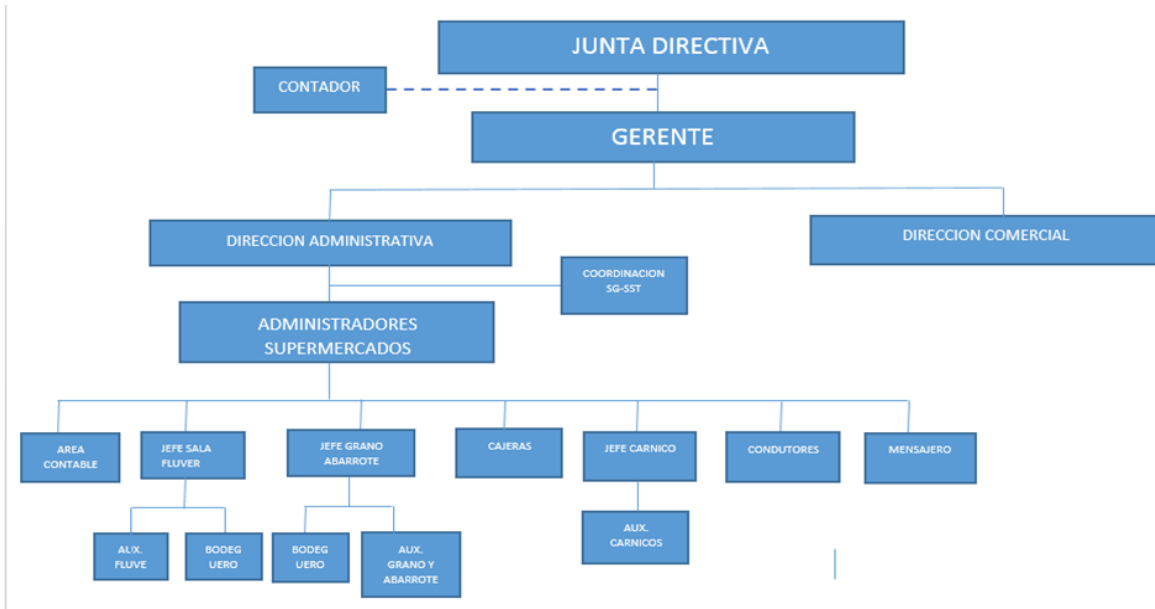 JUNTA DIRECTIVA
CONTADOR
GERENTE
DIRECCION ADMINISTRATIVA
DIRECCION COMERCIAL
COORDINACION
SG-SST
ADMINISTRADORES
SUPERMERCADOS
AREA
CONTABLE
JEFE SALA
FLUVER
JEFE GRANO
ABARROTE
CAJERAS
JEFE CARNICO
CONDUTORES
MENSAJERO
AUX.
FLUVE
BODEG
UERO
BODEG
UERO
AUX.
GRANO Y
ABARROTE
AUX.
CARNICOS